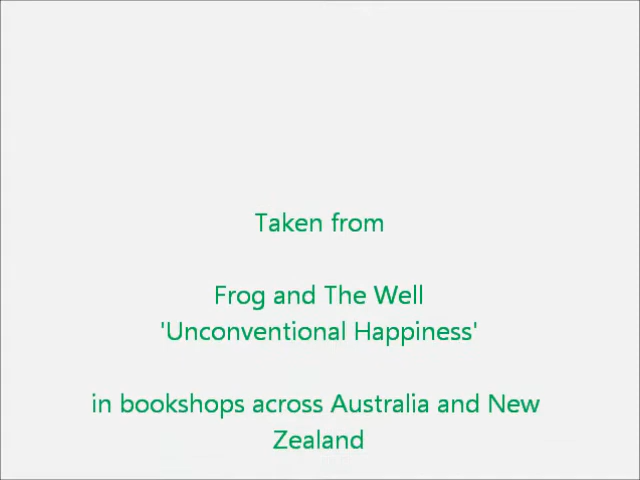 Taken from
Frog and The Well
'Unconventional Happiness'
in bookshops across Australia and New
Zealand